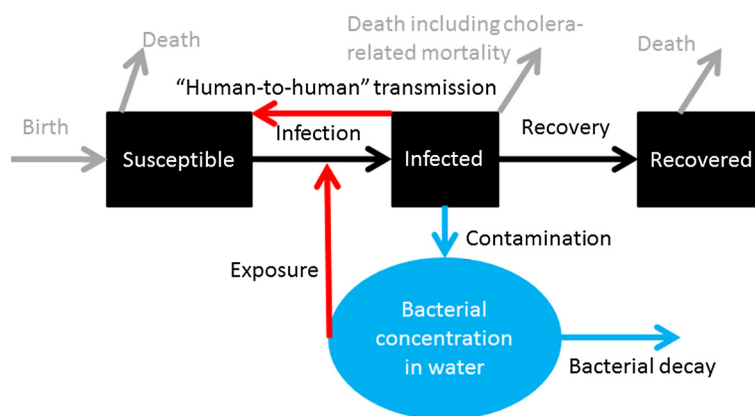 Death
Death including cholera-
related mortality
Death
"Human-to-human" transmission
Birth
Susceptible
Infection
Infected
Recovery
Recovered
Contamination
Exposure
Bacterial
concentration
in water
Bacterial decay